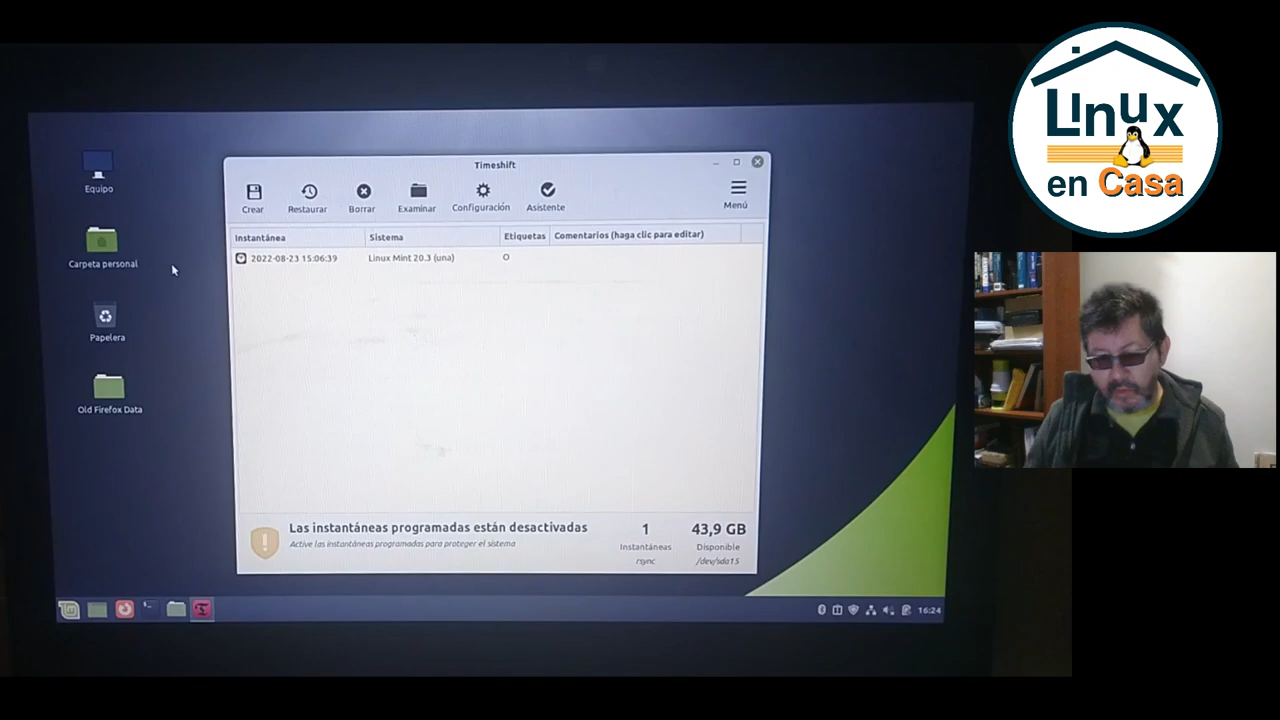 Linux
en Casa
Timeshift
Crear
Restaurar
Borrar
Examinar
Configuración
Asistente
Menú
Instantánea
Sistema
Etiquetas
Comentarios (haga clic para editar)
2022-08-23 15:06:39
Linux Mint 20.3 (una)
O
Equipo
Carpeta personal
Papelera
Old Firefox Data
Las instantáneas programadas están desactivadas
Active las instantáneas programadas para proteger el sistema
1
Instantáneas
rsync
43,9 GB
Disponible
/dev/sda15
16:24